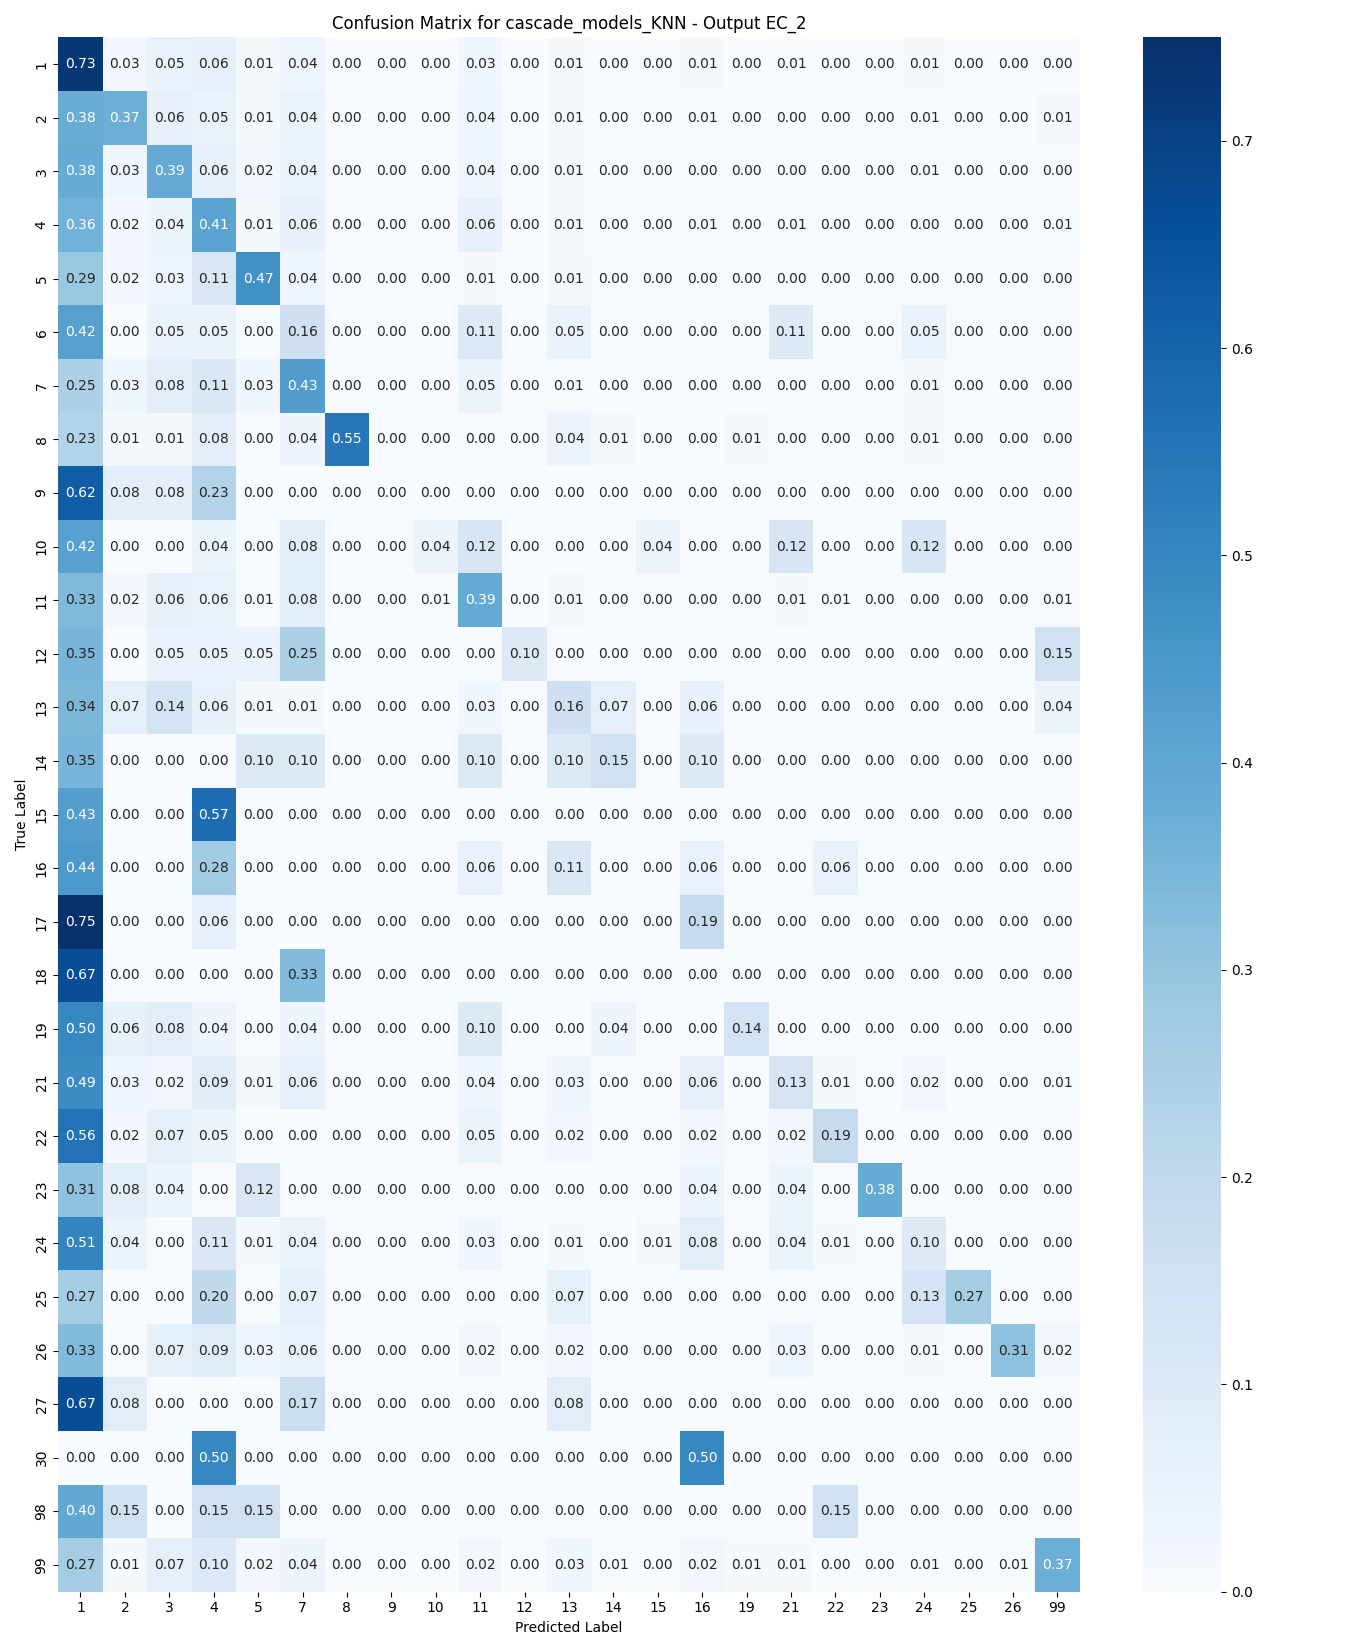 Confusion Matrix for cascade_models_KNN - Output EC_2
1 0.73 0.03 0.05 0.06 0.01 0.04 0.00 0.00 0.00 0.03 0.00 0.01 0.00 0.00 0.01 0.00 0.01 0.00 0.00 0.01 0.00 0.00 0.00
2 0.38 0.37 0.06 0.05 0.01 0.04 0.00 0.00 0.00 0.04 0.00 0.01 0.00 0.00 0.01 0.00 0.00 0.00 0.00 0.01 0.00 0.00 0.01
0.7
3 0.38 0.03 0.39 0.06 0.02 0.04 0.00 0.00 0.00 0.04 0.00 0.01 0.00 0.00 0.00 0.00 0.00 0.00 0.00 0.01 0.00 0.00 0.00
4 0.36 0.02 0.04 0.41 0.01 0.06 0.00 0.00 0.00 0.06 0.00 0.01 0.00 0.00 0.01 0.00 0.01 0.00 0.00 0.00 0.00 0.00 0.01
5 0.29 0.02 0.03 0.11 0.47 0.04 0.00 0.00 0.00 0.01 0.00 0.01 0.00 0.00 0.00 0.00 0.00 0.00 0.00 0.00 0.00 0.00 0.00
6 0.42 0.00 0.05 0.05 0.00 0.16 0.00 0.00 0.00 0.11 0.00 0.05 0.00 0.00 0.00 0.00 0.11 0.00 0.00 0.05 0.00 0.00 0.00
0.6
7 0.25 0.03 0.08 0.11 0.03 0.43 0.00 0.00 0.00 0.05 0.00 0.01 0.00 0.00 0.00 0.00 0.00 0.00 0.00 0.01 0.00 0.00 0.00
8 0.23 0.01 0.01 0.08 0.00 0.04 0.55 0.00 0.00 0.00 0.00 0.04 0.01 0.00 0.00 0.01 0.00 0.00 0.00 0.01 0.00 0.00 0.00
9 0.62 0.08 0.08 0.23 0.00 0.00 0.00 0.00 0.00 0.00 0.00 0.00 0.00 0.00 0.00 0.00 0.00 0.00 0.00 0.00 0.00 0.00 0.00
10 0.42 0.00 0.00 0.04 0.00 0.08 0.00 0.00 0.04 0.12 0.00 0.00 0.00 0.04 0.00 0.00 0.12 0.00 0.00 0.12 0.00 0.00 0.00
0.5
11 0.33 0.02 0.06 0.06 0.01 0.08 0.00 0.00 0.01 0.39 0.00 0.01 0.00 0.00 0.00 0.00 0.01 0.01 0.00 0.00 0.00 0.00 0.01
12 0.35 0.00 0.05 0.05 0.05 0.25 0.00 0.00 0.00 0.00 0.10 0.00 0.00 0.00 0.00 0.00 0.00 0.00 0.00 0.00 0.00 0.00 0.15
13 0.34 0.07 0.14 0.06 0.01 0.01 0.00 0.00 0.00 0.03 0.00 0.16 0.07 0.00 0.06 0.00 0.00 0.00 0.00 0.00 0.00 0.00 0.04
14 0.35 0.00 0.00 0.00 0.10 0.10 0.00 0.00 0.00 0.10 0.00 0.10 0.15 0.00 0.10 0.00 0.00 0.00 0.00 0.00 0.00 0.00 0.00
0.4
True Label
15 0.43 0.00 0.00 0.57 0.00 0.00 0.00 0.00 0.00 0.00 0.00 0.00 0.00 0.00 0.00 0.00 0.00 0.00 0.00 0.00 0.00 0.00 0.00
16 0.44 0.00 0.00 0.28 0.00 0.00 0.00 0.00 0.00 0.06 0.00 0.11 0.00 0.00 0.06 0.00 0.00 0.06 0.00 0.00 0.00 0.00 0.00
17 0.75 0.00 0.00 0.06 0.00 0.00 0.00 0.00 0.00 0.00 0.00 0.00 0.00 0.00 0.19 0.00 0.00 0.00 0.00 0.00 0.00 0.00 0.00
0.3
18 0.67 0.00 0.00 0.00 0.00 0.33 0.00 0.00 0.00 0.00 0.00 0.00 0.00 0.00 0.00 0.00 0.00 0.00 0.00 0.00 0.00 0.00 0.00
19 0.50 0.06 0.08 0.04 0.00 0.04 0.00 0.00 0.00 0.10 0.00 0.00 0.04 0.00 0.00 0.14 0.00 0.00 0.00 0.00 0.00 0.00 0.00
21 0.49 0.03 0.02 0.09 0.01 0.06 0.00 0.00 0.00 0.04 0.00 0.03 0.00 0.00 0.06 0.00 0.13 0.01 0.00 0.02 0.00 0.00 0.01
22 0.56 0.02 0.07 0.05 0.00 0.00 0.00 0.00 0.00 0.05 0.00 0.02 0.00 0.00 0.02 0.00 0.02 0.19 0.00 0.00 0.00 0.00 0.00
0.2
23 0.31 0.08 0.04 0.00 0.12 0.00 0.00 0.00 0.00 0.00 0.00 0.00 0.00 0.00 0.04 0.00 0.04 0.00 0.38 0.00 0.00 0.00 0.00
24 0.51 0.04 0.00 0.11 0.01 0.04 0.00 0.00 0.00 0.03 0.00 0.01 0.00 0.01 0.08 0.00 0.04 0.01 0.00 0.10 0.00 0.00 0.00
25 0.27 0.00 0.00 0.20 0.00 0.07 0.00 0.00 0.00 0.00 0.00 0.07 0.00 0.00 0.00 0.00 0.00 0.00 0.00 0.13 0.27 0.00 0.00
26 0.33 0.00 0.07 0.09 0.03 0.06 0.00 0.00 0.00 0.02 0.00 0.02 0.00 0.00 0.00 0.00 0.03 0.00 0.00 0.01 0.00 0.31 0.02
0.1
27 0.67 0.08 0.00 0.00 0.00 0.17 0.00 0.00 0.00 0.00 0.00 0.08 0.00 0.00 0.00 0.00 0.00 0.00 0.00 0.00 0.00 0.00 0.00
30 0.00 0.00 0.00 0.50 0.00 0.00 0.00 0.00 0.00 0.00 0.00 0.00 0.00 0.00 0.50 0.00 0.00 0.00 0.00 0.00 0.00 0.00 0.00
98 0.40 0.15 0.00 0.15 0.15 0.00 0.00 0.00 0.00 0.00 0.00 0.00 0.00 0.00 0.00 0.00 0.00 0.15 0.00 0.00 0.00 0.00 0.00
99 0.27 0.01 0.07 0.10 0.02 0.04 0.00 0.00 0.00 0.02 0.00 0.03 0.01 0.00 0.02 0.01 0.01 0.00 0.00 0.01 0.00 0.01 0.37
0.0
1 2 3 4 5 7 8 9 10 11 12 13 14 15 16 19 21 22 23 24 25 26 99
Predicted Label